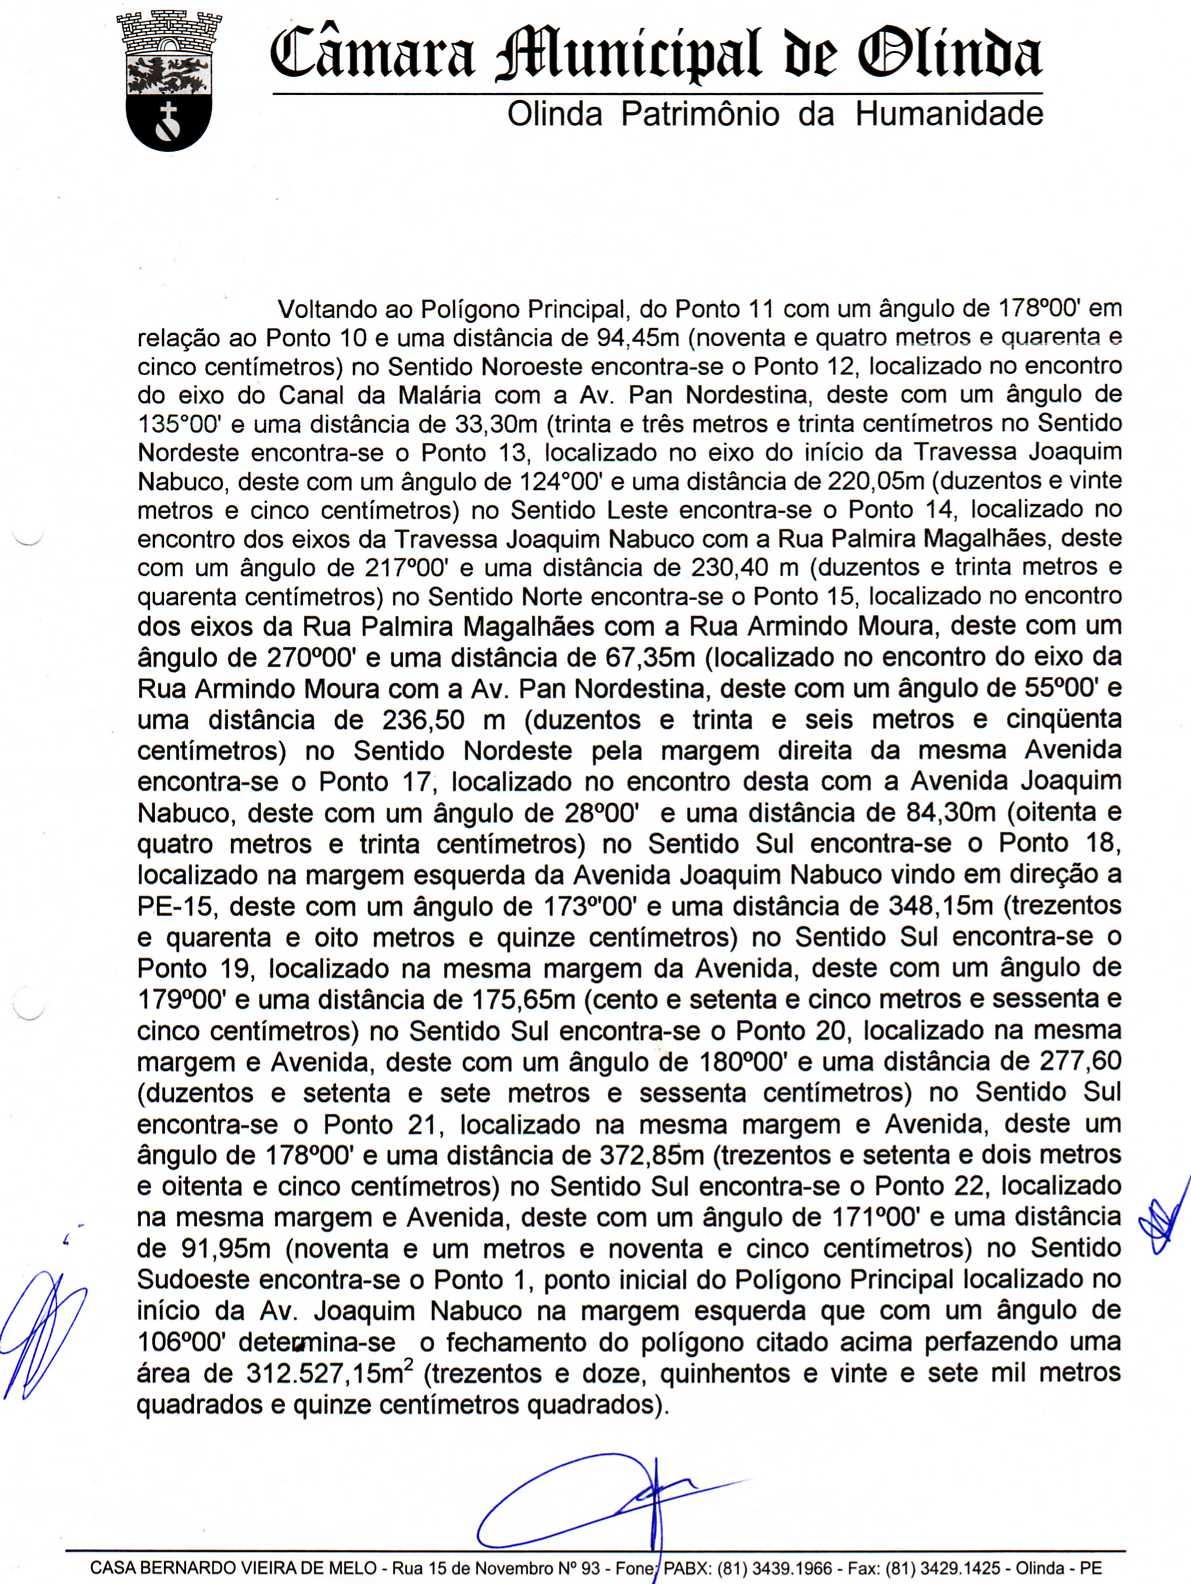 Câmara Municipal de Olinda
Olinda Patrimônio da Humanidade
Voltando ao Polígono Principal, do Ponto 11 com um ângulo de 178º00' em
relação ao Ponto 10 e uma distância de 94,45m (noventa e quatro metros e quarenta e
cinco centímetros) no Sentido Noroeste encontra-se o Ponto 12, localizado no encontro
do eixo do Canal da Malária com a Av. Pan Nordestina, deste com um ângulo de
135°00' e uma distância de 33,30m (trinta e três metros e trinta centímetros no Sentido
Nordeste encontra-se o Ponto 13, localizado no eixo do início da Travessa Joaquim
Nabuco, deste com um ângulo de 124°00' e uma distância de 220,05m (duzentos e vinte
metros e cinco centímetros) no Sentido Leste encontra-se o Ponto 14, localizado no
encontro dos eixos da Travessa Joaquim Nabuco com a Rua Palmira Magalhães, deste
com um ângulo de 217º00' e uma distância de 230,40 m (duzentos e trinta metros e
quarenta centímetros) no Sentido Norte encontra-se o Ponto 15, localizado no encontro
dos eixos da Rua Palmira Magalhães com a Rua Armindo Moura, deste com um
ângulo de 270º00' e uma distância de 67,35m (localizado no encontro do eixo da
Rua Armindo Moura com a Av. Pan Nordestina, deste com um ângulo de 55º00' e
uma distância de 236,50 m (duzentos e trinta e seis metros e cinqüenta
centímetros) no Sentido Nordeste pela margem direita da mesma Avenida
encontra-se o Ponto 17, localizado no encontro desta com a Avenida Joaquim
Nabuco, deste com um ângulo de 28º00' e uma distância de 84,30m (oitenta e
quatro metros e trinta centímetros) no Sentido Sul encontra-se o Ponto 18,
localizado na margem esquerda da Avenida Joaquim Nabuco vindo em direção a
PE-15, deste com um ângulo de 173º'00' e uma distância de 348,15m (trezentos
e quarenta e oito metros e quinze centímetros) no Sentido Sul encontra-se o
Ponto 19, localizado na mesma margem da Avenida, deste com um ângulo de
179º00' e uma distância de 175,65m (cento e setenta e cinco metros e sessenta e
cinco centímetros) no Sentido Sul encontra-se o Ponto 20, localizado na mesma
margem e Avenida, deste com um ângulo de 180º00' e uma distância de 277,60
(duzentos e setenta e sete metros e sessenta centímetros) no Sentido Sul
encontra-se o Ponto 21, localizado na mesma margem e Avenida, deste um
ângulo de 178º00' e uma distância de 372,85m (trezentos e setenta e dois metros
e oitenta e cinco centímetros) no Sentido Sul encontra-se o Ponto 22, localizado
na mesma margem e Avenida, deste com um ângulo de 171º00' e uma distância
de 91,95m (noventa e um metros e noventa e cinco centímetros) no Sentido
Sudoeste encontra-se o Ponto 1, ponto inicial do Polígono Principal localizado no
início da Av. Joaquim Nabuco na margem esquerda que com um ângulo de
106º00' determina-se o fechamento do polígono citado acima perfazendo uma
área de 312.527,15m² (trezentos e doze, quinhentos e vinte e sete mil metros
quadrados e quinze centímetros quadrados).
CASA BERNARDO VIEIRA DE MELO - Rua 15 de Novembro Nº 93 - Fone: PABX: (81) 3439.1966 - Fax: (81) 3429.1425 - Olinda - PE